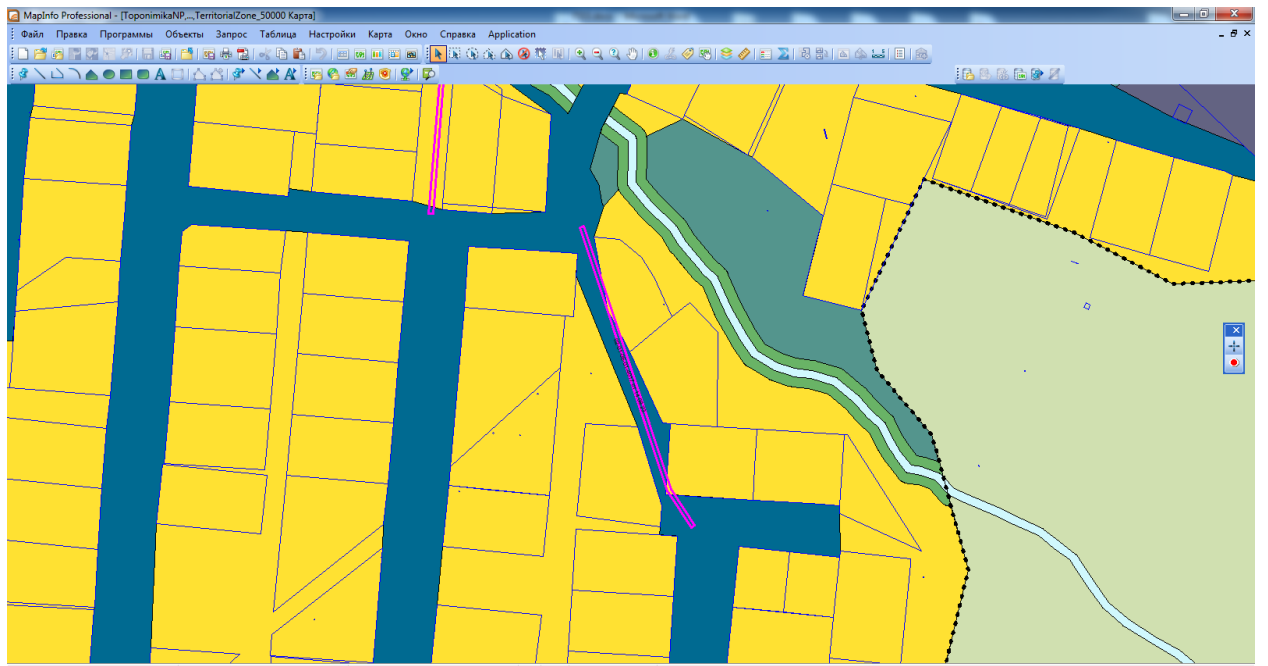 MapInfo Professional - [ToponimikaNP,...,TerritorialZone_50000 Карта]
Файл Правка Программы Объекты Запрос Таблица Настройки Карта Окно Справка Application